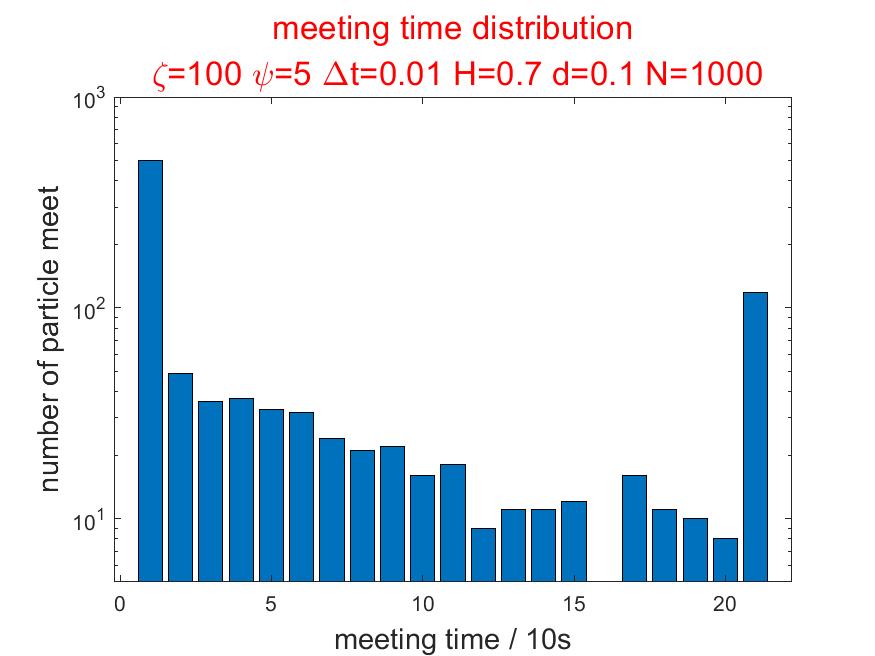 meeting time distribution
ζ=100 ψ=5 Δt=0.01 H=0.7 d=0.1 N=1000
10³
10²
10¹
number of particle meet
0 5 10 15 20
meeting time / 10s